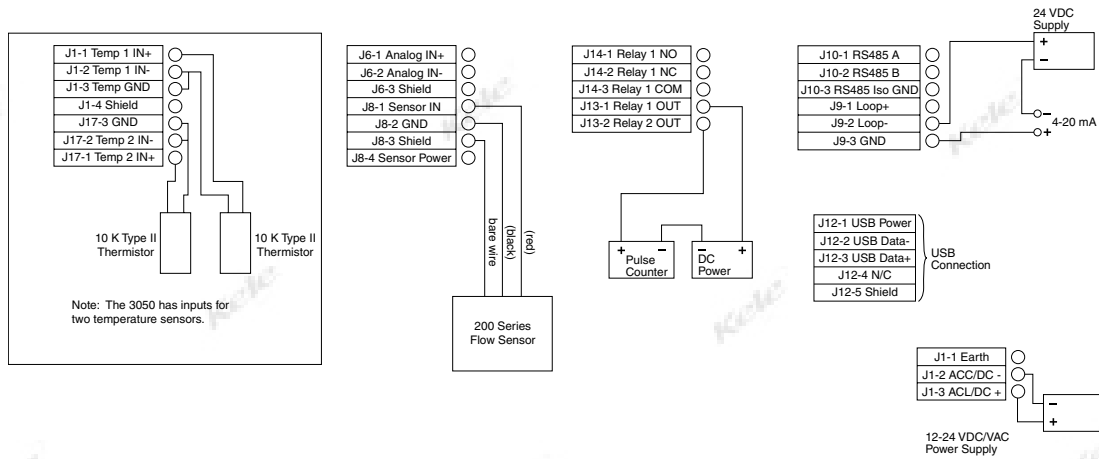 J1-1 Temp 1 IN+
J1-2 Temp 1 IN-
J1-3 Temp GND
J1-4 Shield
J17-3 GND
J17-2 Temp 2 IN-
J17-1 Temp 2 IN+
10 K Type II
Thermistor
10 K Type II
Thermistor
Note: The 3050 has inputs for
two temperature sensors.
J6-1 Analog IN+
J6-2 Analog IN-
J6-3 Shield
J8-1 Sensor IN
J8-2 GND
J8-3 Shield
J8-4 Sensor Power
bare wire
(black)
(red)
200 Series
Flow Sensor
J14-1 Relay 1 NO
J14-2 Relay 1 NC
J14-3 Relay 1 COM
J13-1 Relay 1 OUT
J13-2 Relay 2 OUT
+ −
Pulse
Counter
− +
DC
Power
24 VDC
Supply
+
−
J10-1 RS485 A
J10-2 RS485 B
J10-3 RS485 Iso GND
J9-1 Loop+
J9-2 Loop-
J9-3 GND
−
4-20 mA
+
J12-1 USB Power
J12-2 USB Data-
J12-3 USB Data+
J12-4 N/C
J12-5 Shield
USB
Connection
J1-1 Earth
J1-2 ACC/DC -
J1-3 ACL/DC +
−
+
12-24 VDC/VAC
Power Supply
Kele
Kele
Kele
Kele